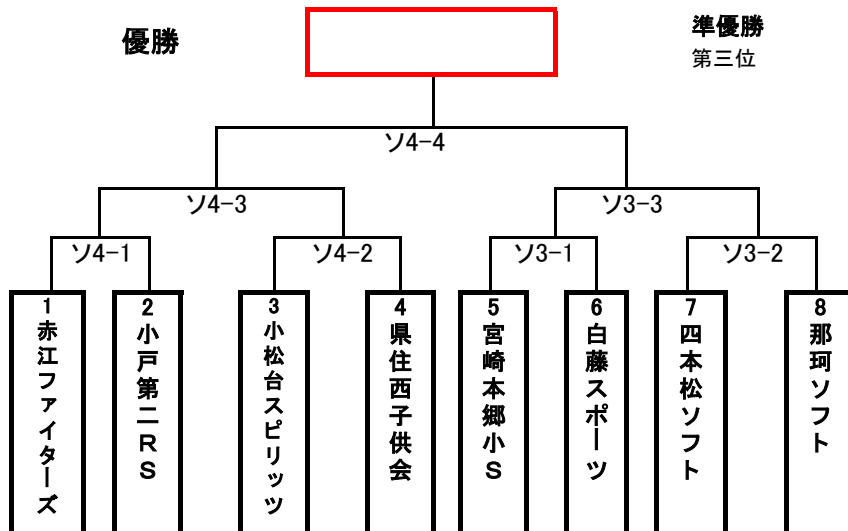 優勝
準優勝
第三位
ソ4-4
ソ4-3
ソ3-3
ソ4-1
ソ4-2
ソ3-1
ソ3-2
1赤江ファイターズ
2小戸第二RS
3小松台スピリッツ
4県住西子供会
5宮崎本郷小S
6白藤スポーツ
7四本松ソフト
8那珂ソフト